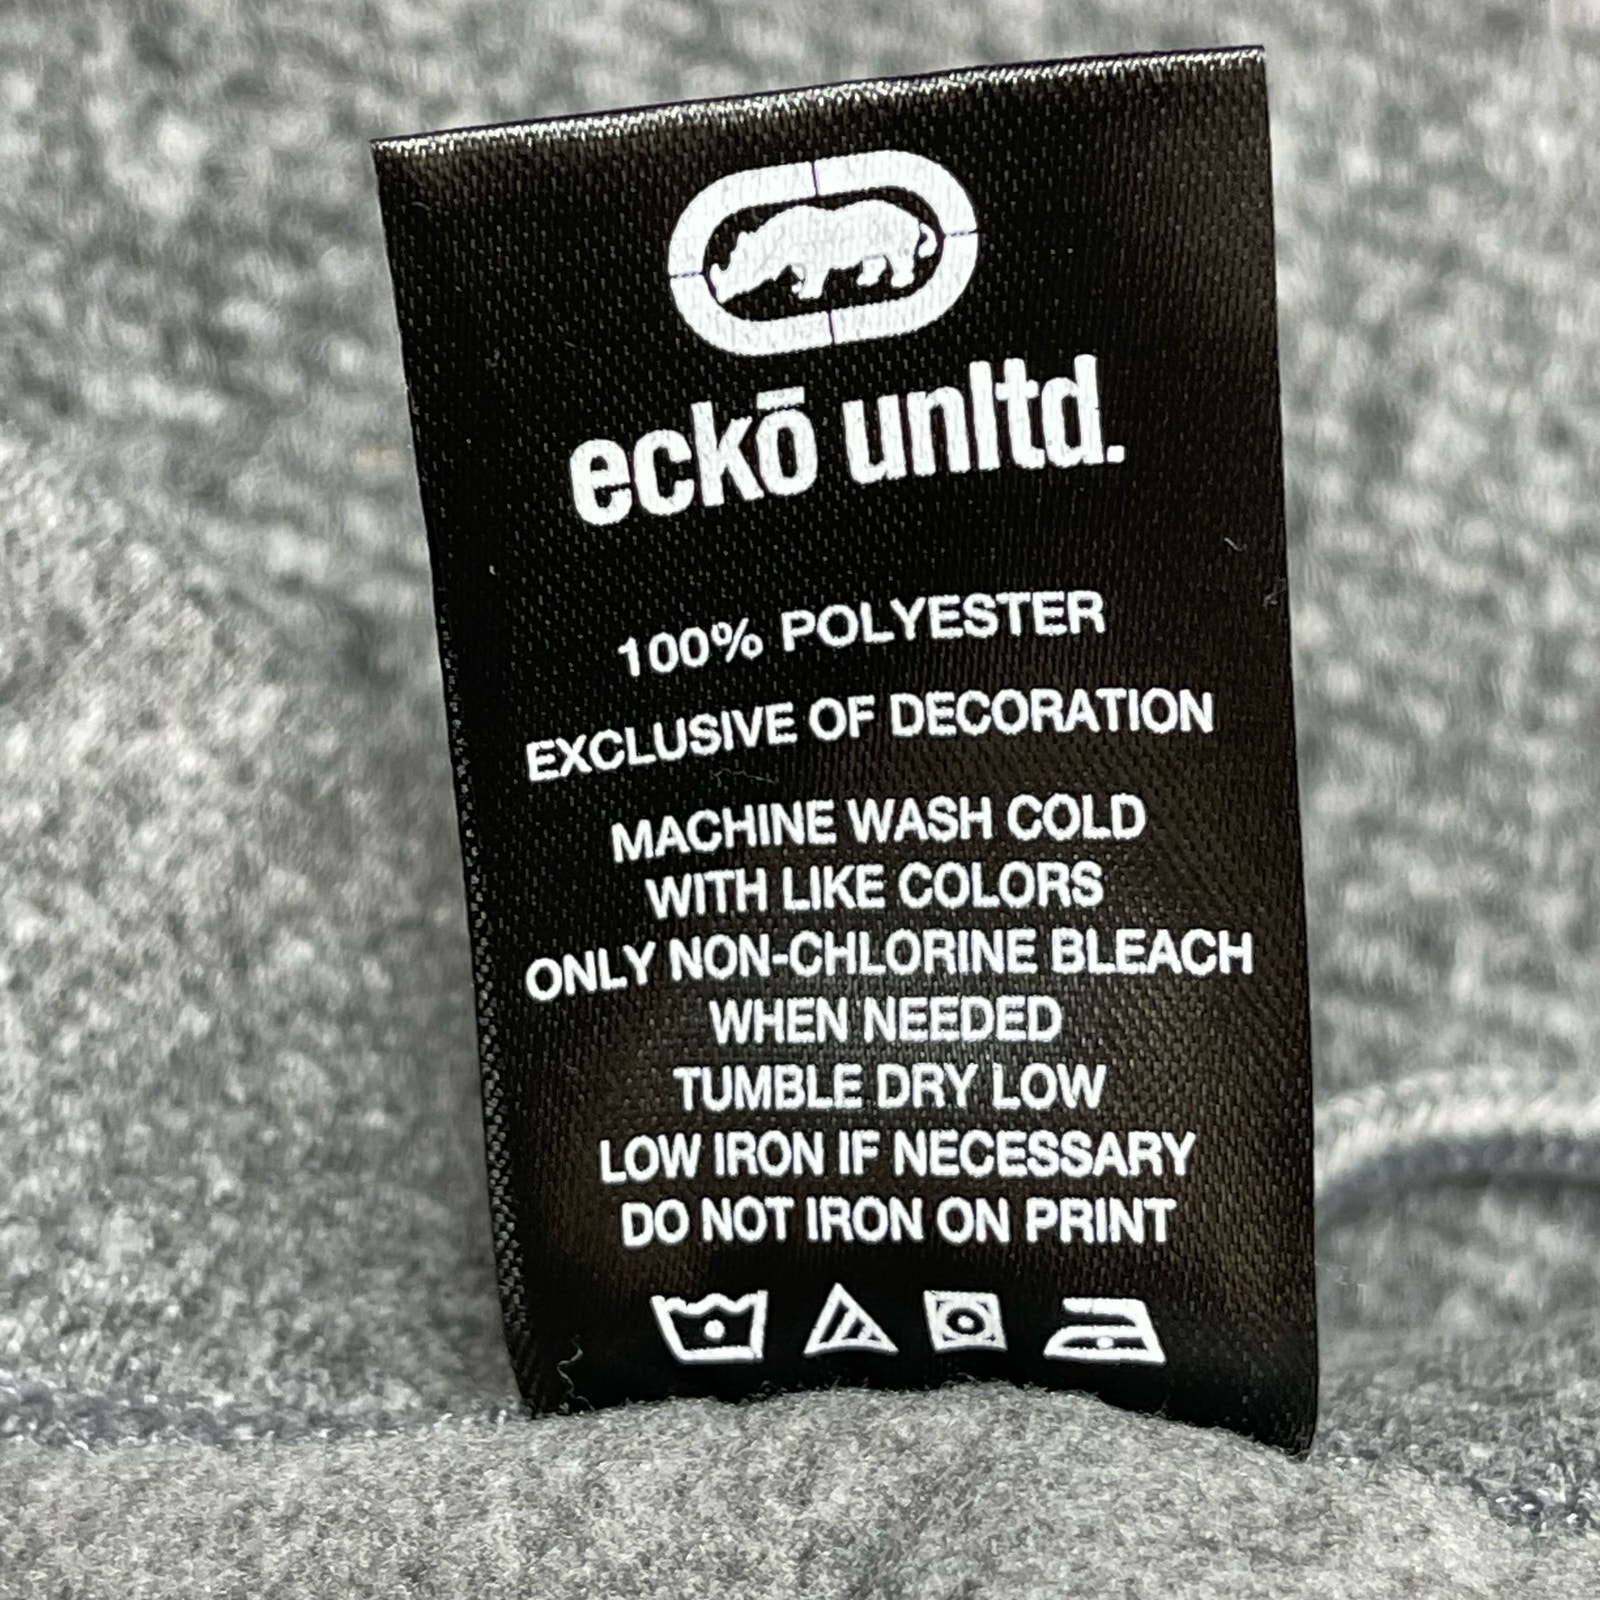 eckō unltd.
100% POLYESTER
EXCLUSIVE OF DECORATION
MACHINE WASH COLD
WITH LIKE COLORS
ONLY NON-CHLORINE BLEACH
WHEN NEEDED
TUMBLE DRY LOW
LOW IRON IF NECESSARY
DO NOT IRON ON PRINT